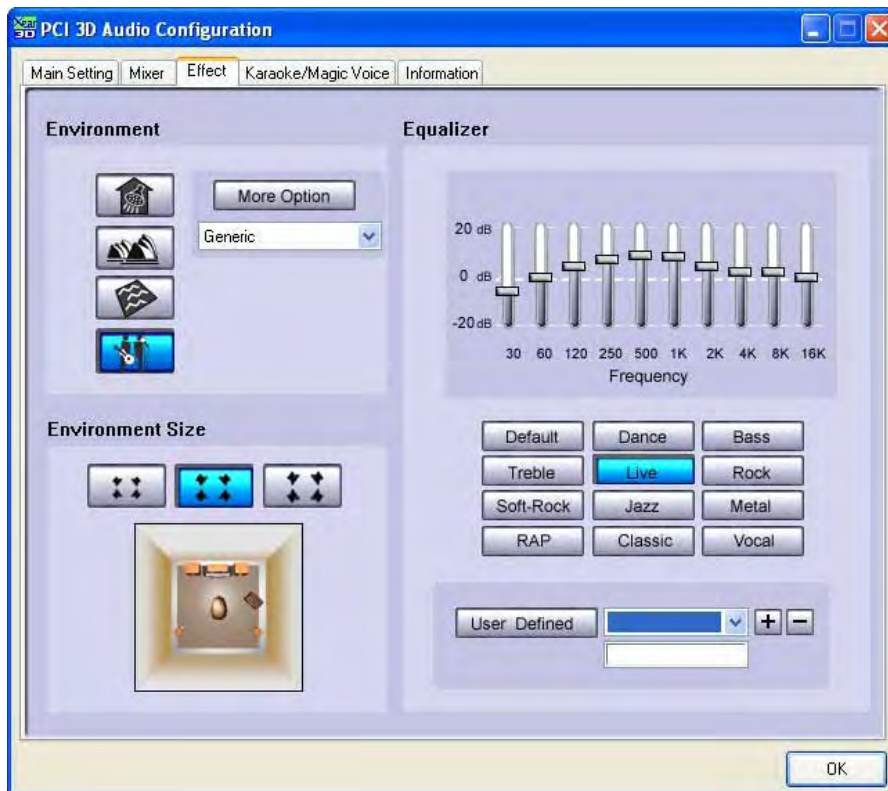 Xear 3D PCI 3D Audio Configuration
Main Setting Mixer Effect Karaoke/Magic Voice Information
Environment
More Option
Generic
Environment Size
Equalizer
20 dB
0 dB
-20 dB
30 60 120 250 500 1K 2K 4K 8K 16K
Frequency
Default Dance Bass
Treble Live Rock
Soft-Rock Jazz Metal
RAP Classic Vocal
User Defined + −
OK